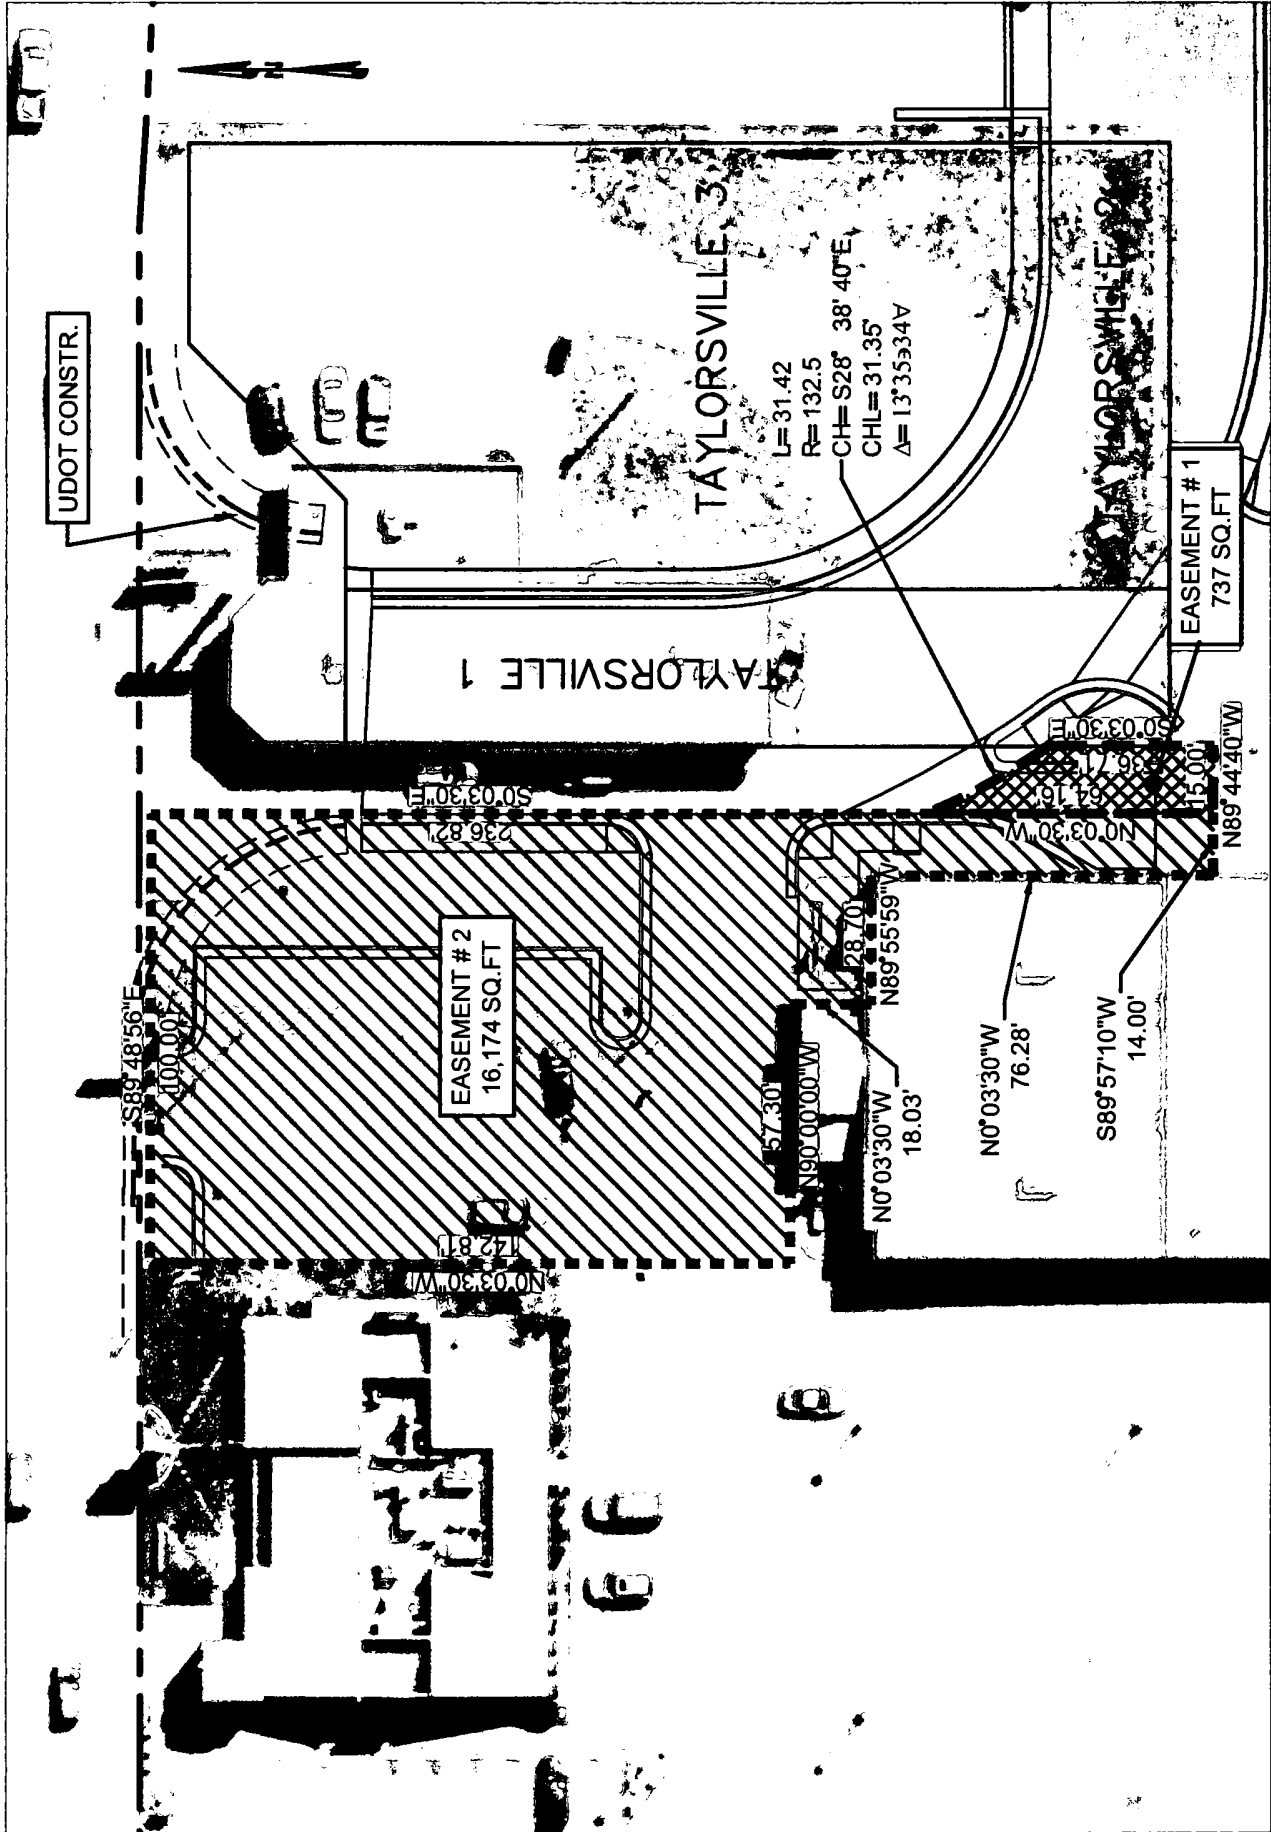 UDOT CONSTR.
N
TAYLORSVILLE 3
L= 31.42
R= 132.5
CH= S28° 38' 40"E
CHL= 31.35'
Δ= 13°35∋34∀
TAYLORSVILLE 2
TAYLORSVILLE 1
EASEMENT # 1
737 SQ.FT
S0°03'30"E
36.71'
64.16'
15.00'
N89°44'40"W
N0°03'30"W
S0°03'30"E
236.82'
S89°48'56"E
100.00'
EASEMENT # 2
16,174 SQ.FT
28.70'
N89°55'59"W
57.30'
N90°00'00"W
N0°03'30"W
18.03'
N0°03'30"W
76.28'
S89°57'10"W
14.00'
142.81'
N0°03'30"W